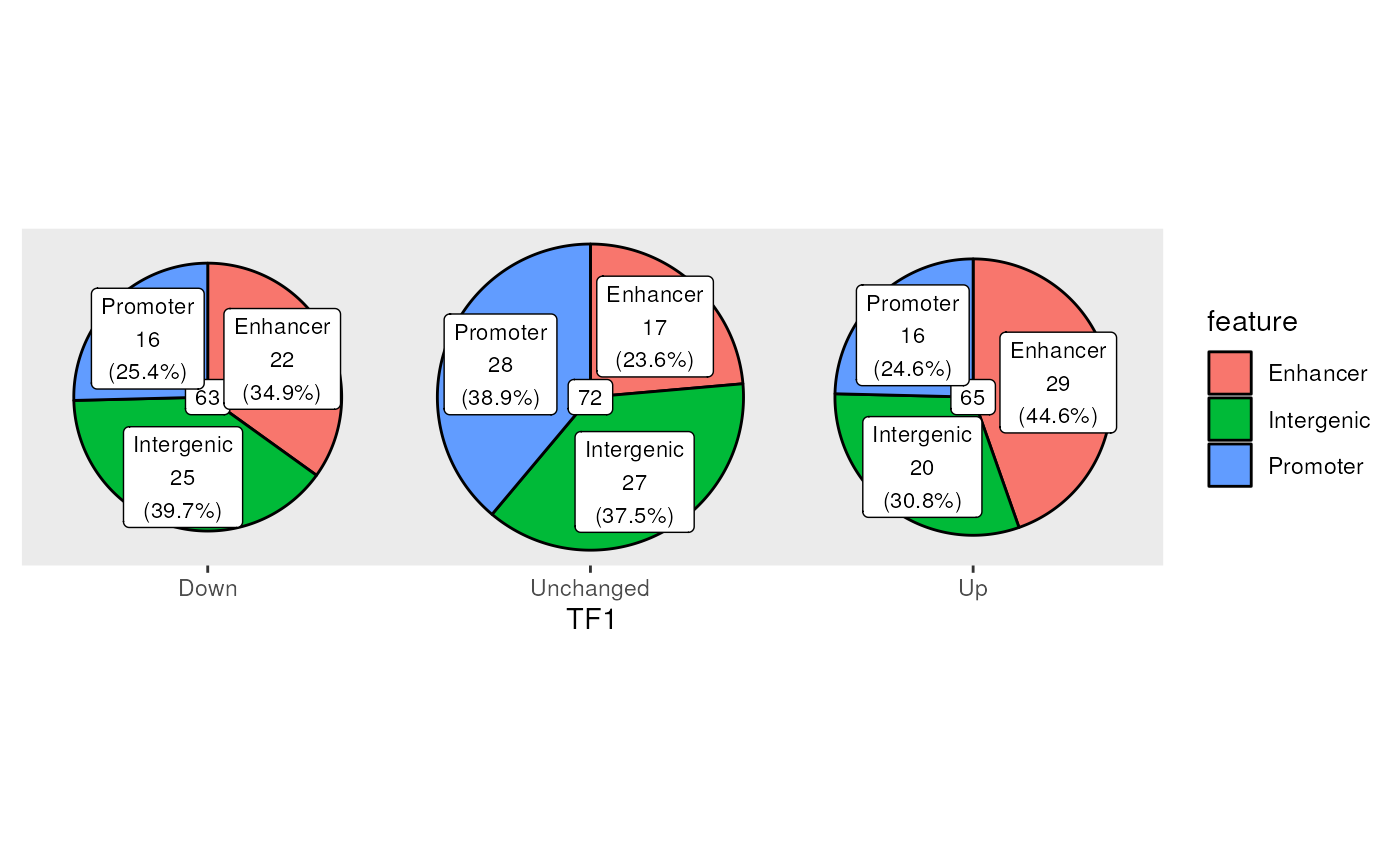 Promoter
16
(25.4%)
Enhancer
22
(34.9%)
63
Intergenic
25
(39.7%)
Promoter
28
(38.9%)
Enhancer
17
(23.6%)
72
Intergenic
27
(37.5%)
Promoter
16
(24.6%)
Enhancer
29
(44.6%)
65
Intergenic
20
(30.8%)
Down
Unchanged
Up
TF1
feature
Enhancer
Intergenic
Promoter